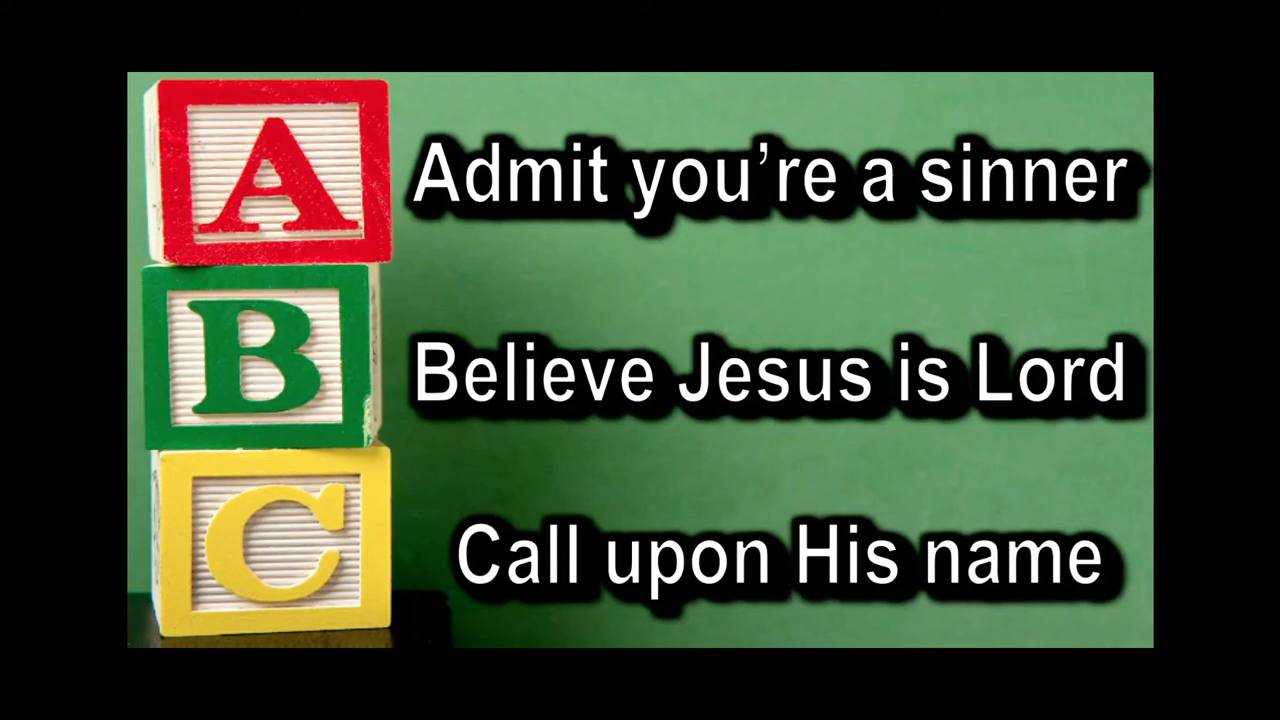 A
Admit you're a sinner
B
Believe Jesus is Lord
C
Call upon His name